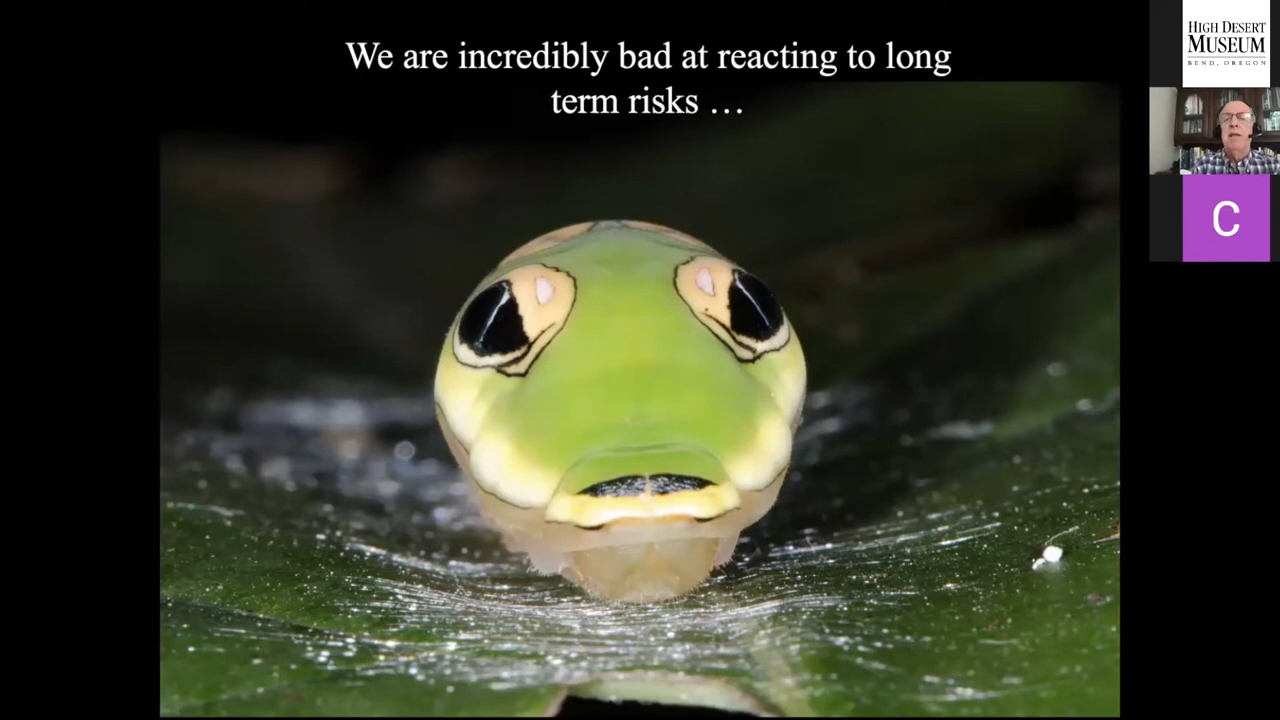 We are incredibly bad at reacting to long
term risks …
HIGH DESERT
MUSEUM
BEND, OREGON
C